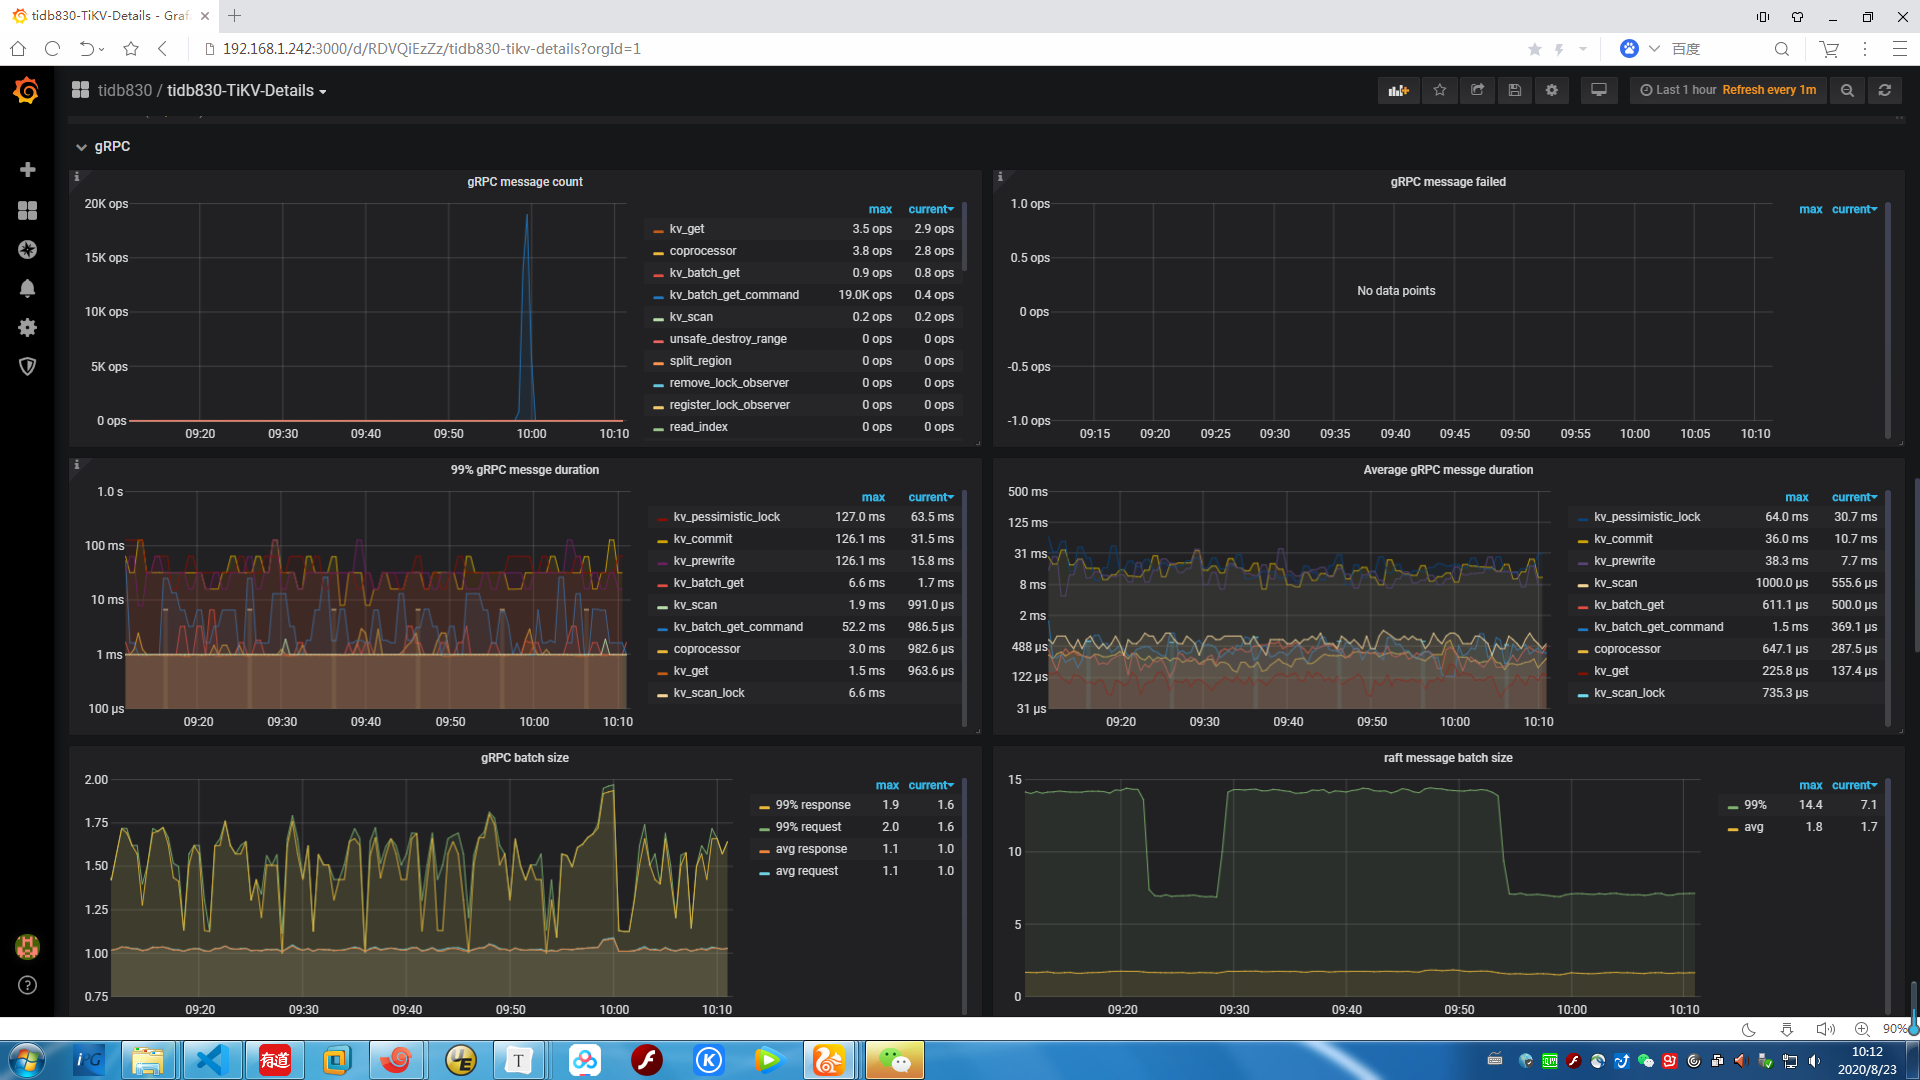 tidb830-TiKV-Details - Graf
192.168.1.242:3000/d/RDVQiEzZz/tidb830-tikv-details?orgId=1
百度
tidb830 / tidb830-TiKV-Details
Last 1 hour Refresh every 1m
gRPC
gRPC message count
20K ops
15K ops
10K ops
5K ops
0 ops
09:20 09:30 09:40 09:50 10:00 10:10
max current
kv_get 3.5 ops 2.9 ops
coprocessor 3.8 ops 2.8 ops
kv_batch_get 0.9 ops 0.8 ops
kv_batch_get_command 19.0K ops 0.4 ops
kv_scan 0.2 ops 0.2 ops
unsafe_destroy_range 0 ops 0 ops
split_region 0 ops 0 ops
remove_lock_observer 0 ops 0 ops
register_lock_observer 0 ops 0 ops
read_index 0 ops 0 ops
gRPC message failed
1.0 ops
0.5 ops
0 ops
-0.5 ops
-1.0 ops
No data points
09:15 09:20 09:25 09:30 09:35 09:40 09:45 09:50 09:55 10:00 10:05 10:10
max current
99% gRPC messge duration
1.0 s
100 ms
10 ms
1 ms
100 µs
09:20 09:30 09:40 09:50 10:00 10:10
max current
kv_pessimistic_lock 127.0 ms 63.5 ms
kv_commit 126.1 ms 31.5 ms
kv_prewrite 126.1 ms 15.8 ms
kv_batch_get 6.6 ms 1.7 ms
kv_scan 1.9 ms 991.0 µs
kv_batch_get_command 52.2 ms 986.5 µs
coprocessor 3.0 ms 982.6 µs
kv_get 1.5 ms 963.6 µs
kv_scan_lock 6.6 ms
Average gRPC messge duration
500 ms
125 ms
31 ms
8 ms
2 ms
488 µs
122 µs
31 µs
09:20 09:30 09:40 09:50 10:00 10:10
max current
kv_pessimistic_lock 64.0 ms 30.7 ms
kv_commit 36.0 ms 10.7 ms
kv_prewrite 38.3 ms 7.7 ms
kv_scan 1000.0 µs 555.6 µs
kv_batch_get 611.1 µs 500.0 µs
kv_batch_get_command 1.5 ms 369.1 µs
coprocessor 647.1 µs 287.5 µs
kv_get 225.8 µs 137.4 µs
kv_scan_lock 735.3 µs
gRPC batch size
2.00
1.75
1.50
1.25
1.00
0.75
09:20 09:30 09:40 09:50 10:00 10:10
max current
99% response 1.9 1.6
99% request 2.0 1.6
avg response 1.1 1.0
avg request 1.1 1.0
raft message batch size
15
10
5
0
09:20 09:30 09:40 09:50 10:00 10:10
max current
99% 14.4 7.1
avg 1.8 1.7
90%
iPG
有道
UE
T
K
10:12
2020/8/23